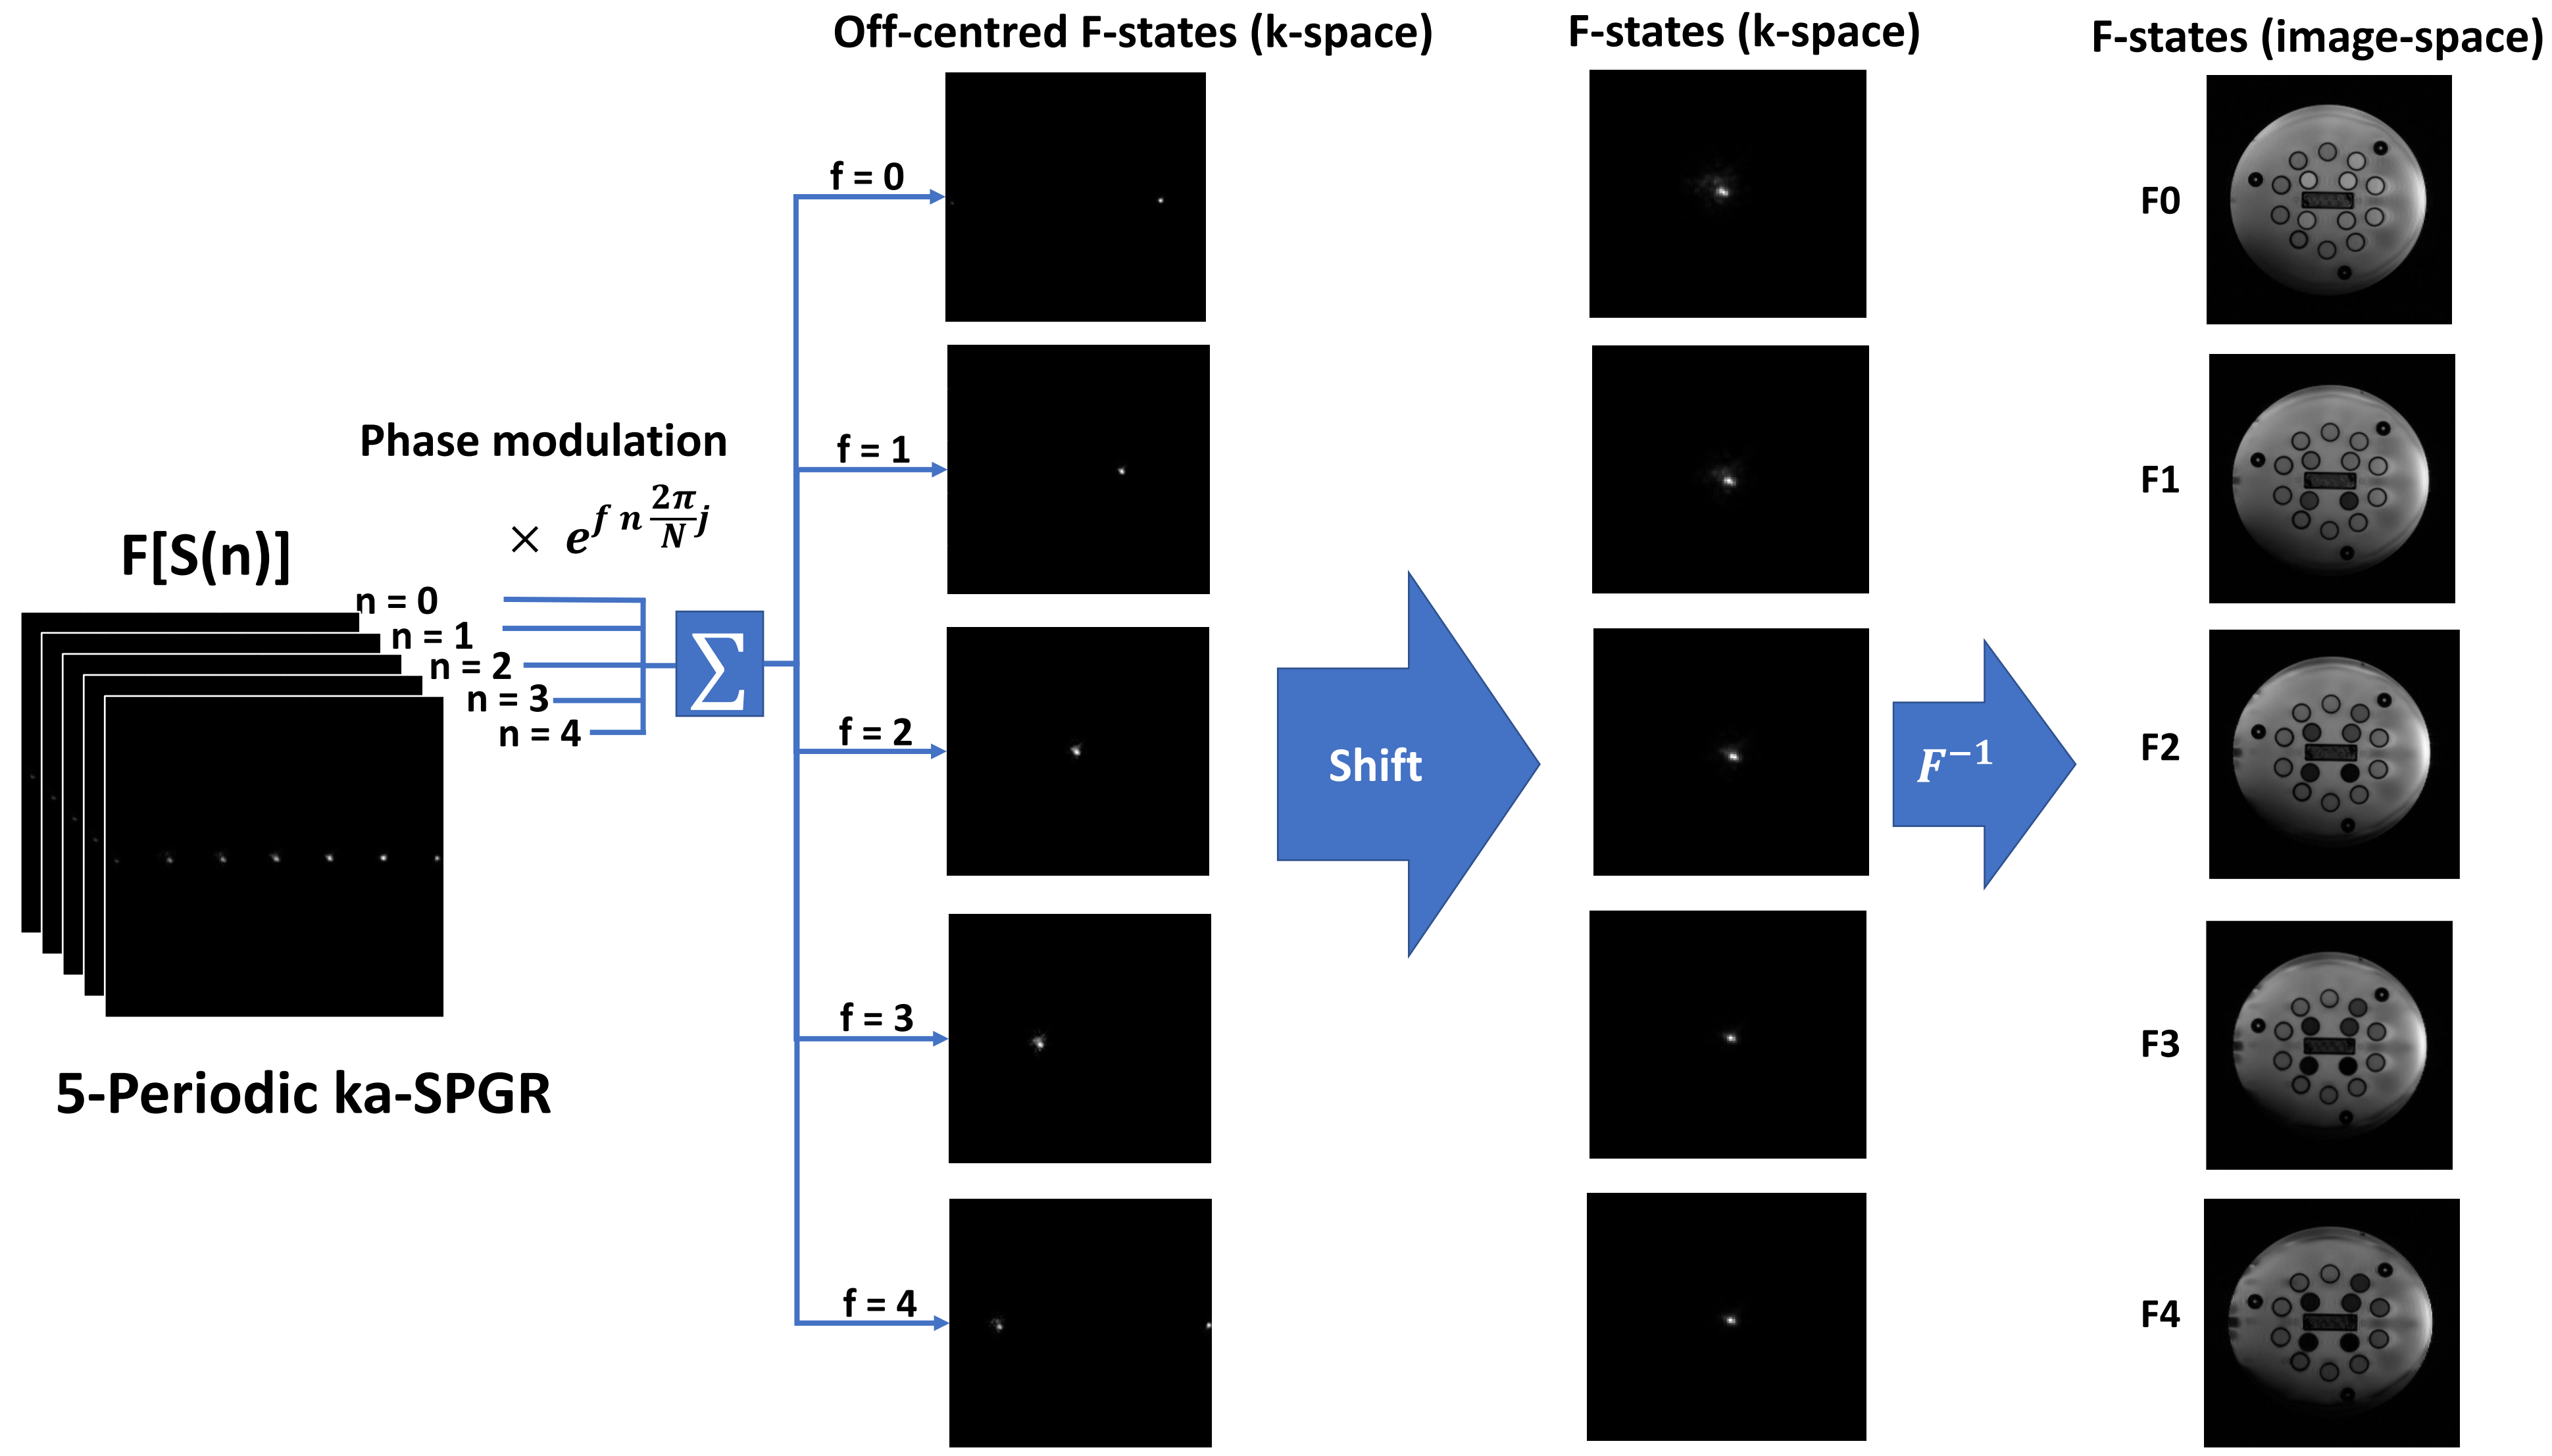 Off-centred F-states (k-space)
F-states (k-space)
F-states (image-space)
f = 0
F0
f = 1
F1
Phase modulation
× e^{f n \frac{2π}{N} j}
F[S(n)]
n = 0
n = 1
n = 2
n = 3
n = 4
∑
f = 2
F2
Shift
F^{-1}
f = 3
F3
5-Periodic ka-SPGR
f = 4
F4